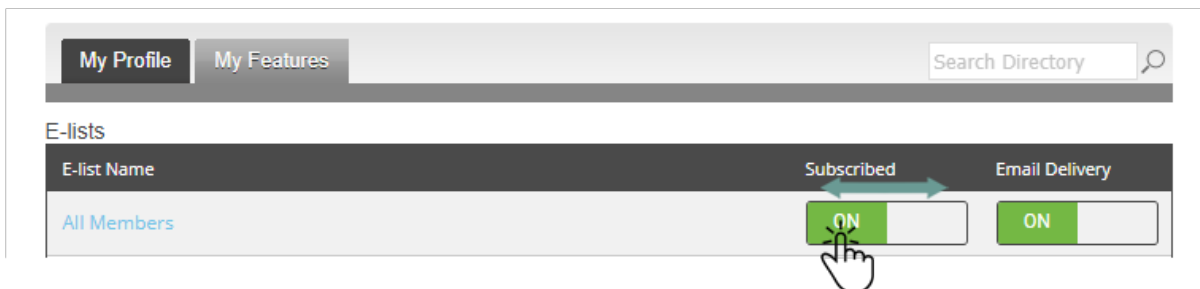 My Profile My Features Search Directory
E-lists
E-list Name Subscribed Email Delivery
All Members ON ON